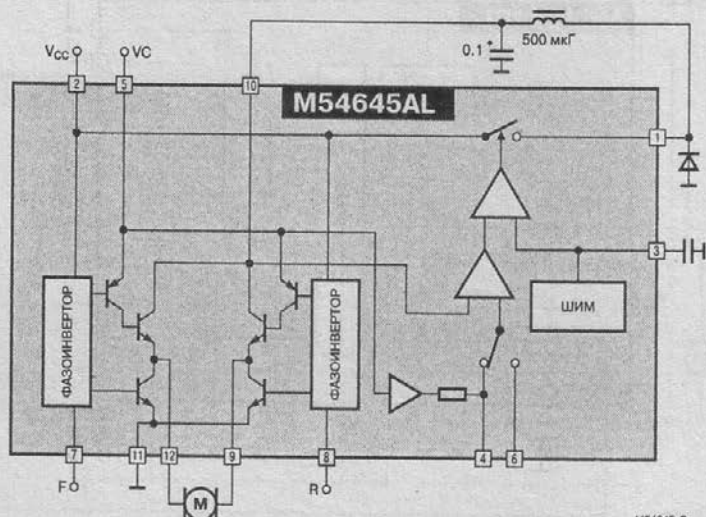 500 мкГ
0.1 +
VCC
VC
2
5
10
M54645AL
1
3
ФАЗОИНВЕРТОР
ФАЗОИНВЕРТОР
ШИМ
7
11
12
9
8
4
6
F
M
R